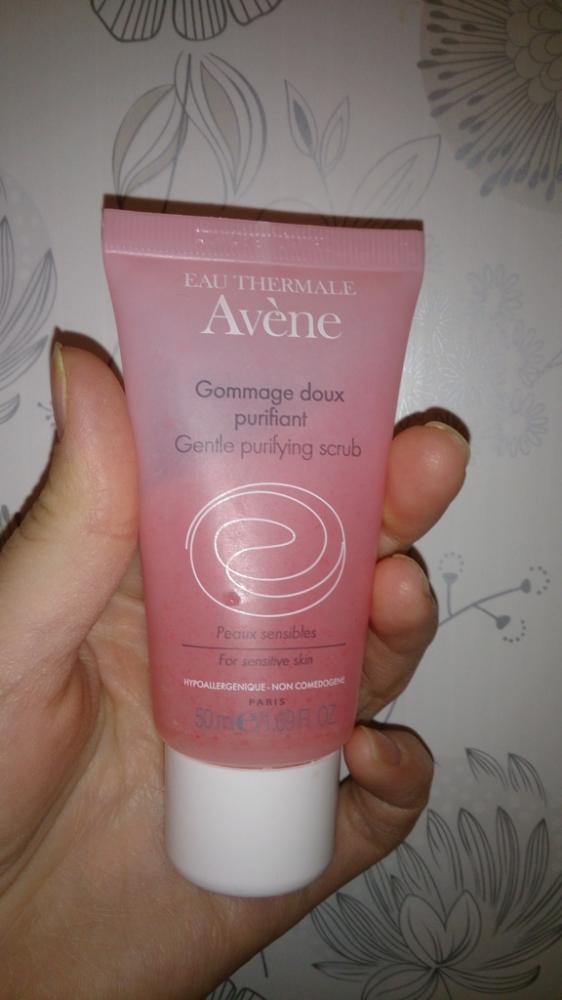 EAU THERMALE
Avène
Gommage doux
purifiant
Gentle purifying scrub
Peaux sensibles
For sensitive skin
HYPOALLERGENIQUE - NON COMEDOGENE
PARIS
50 ml e 1.69 FL. OZ